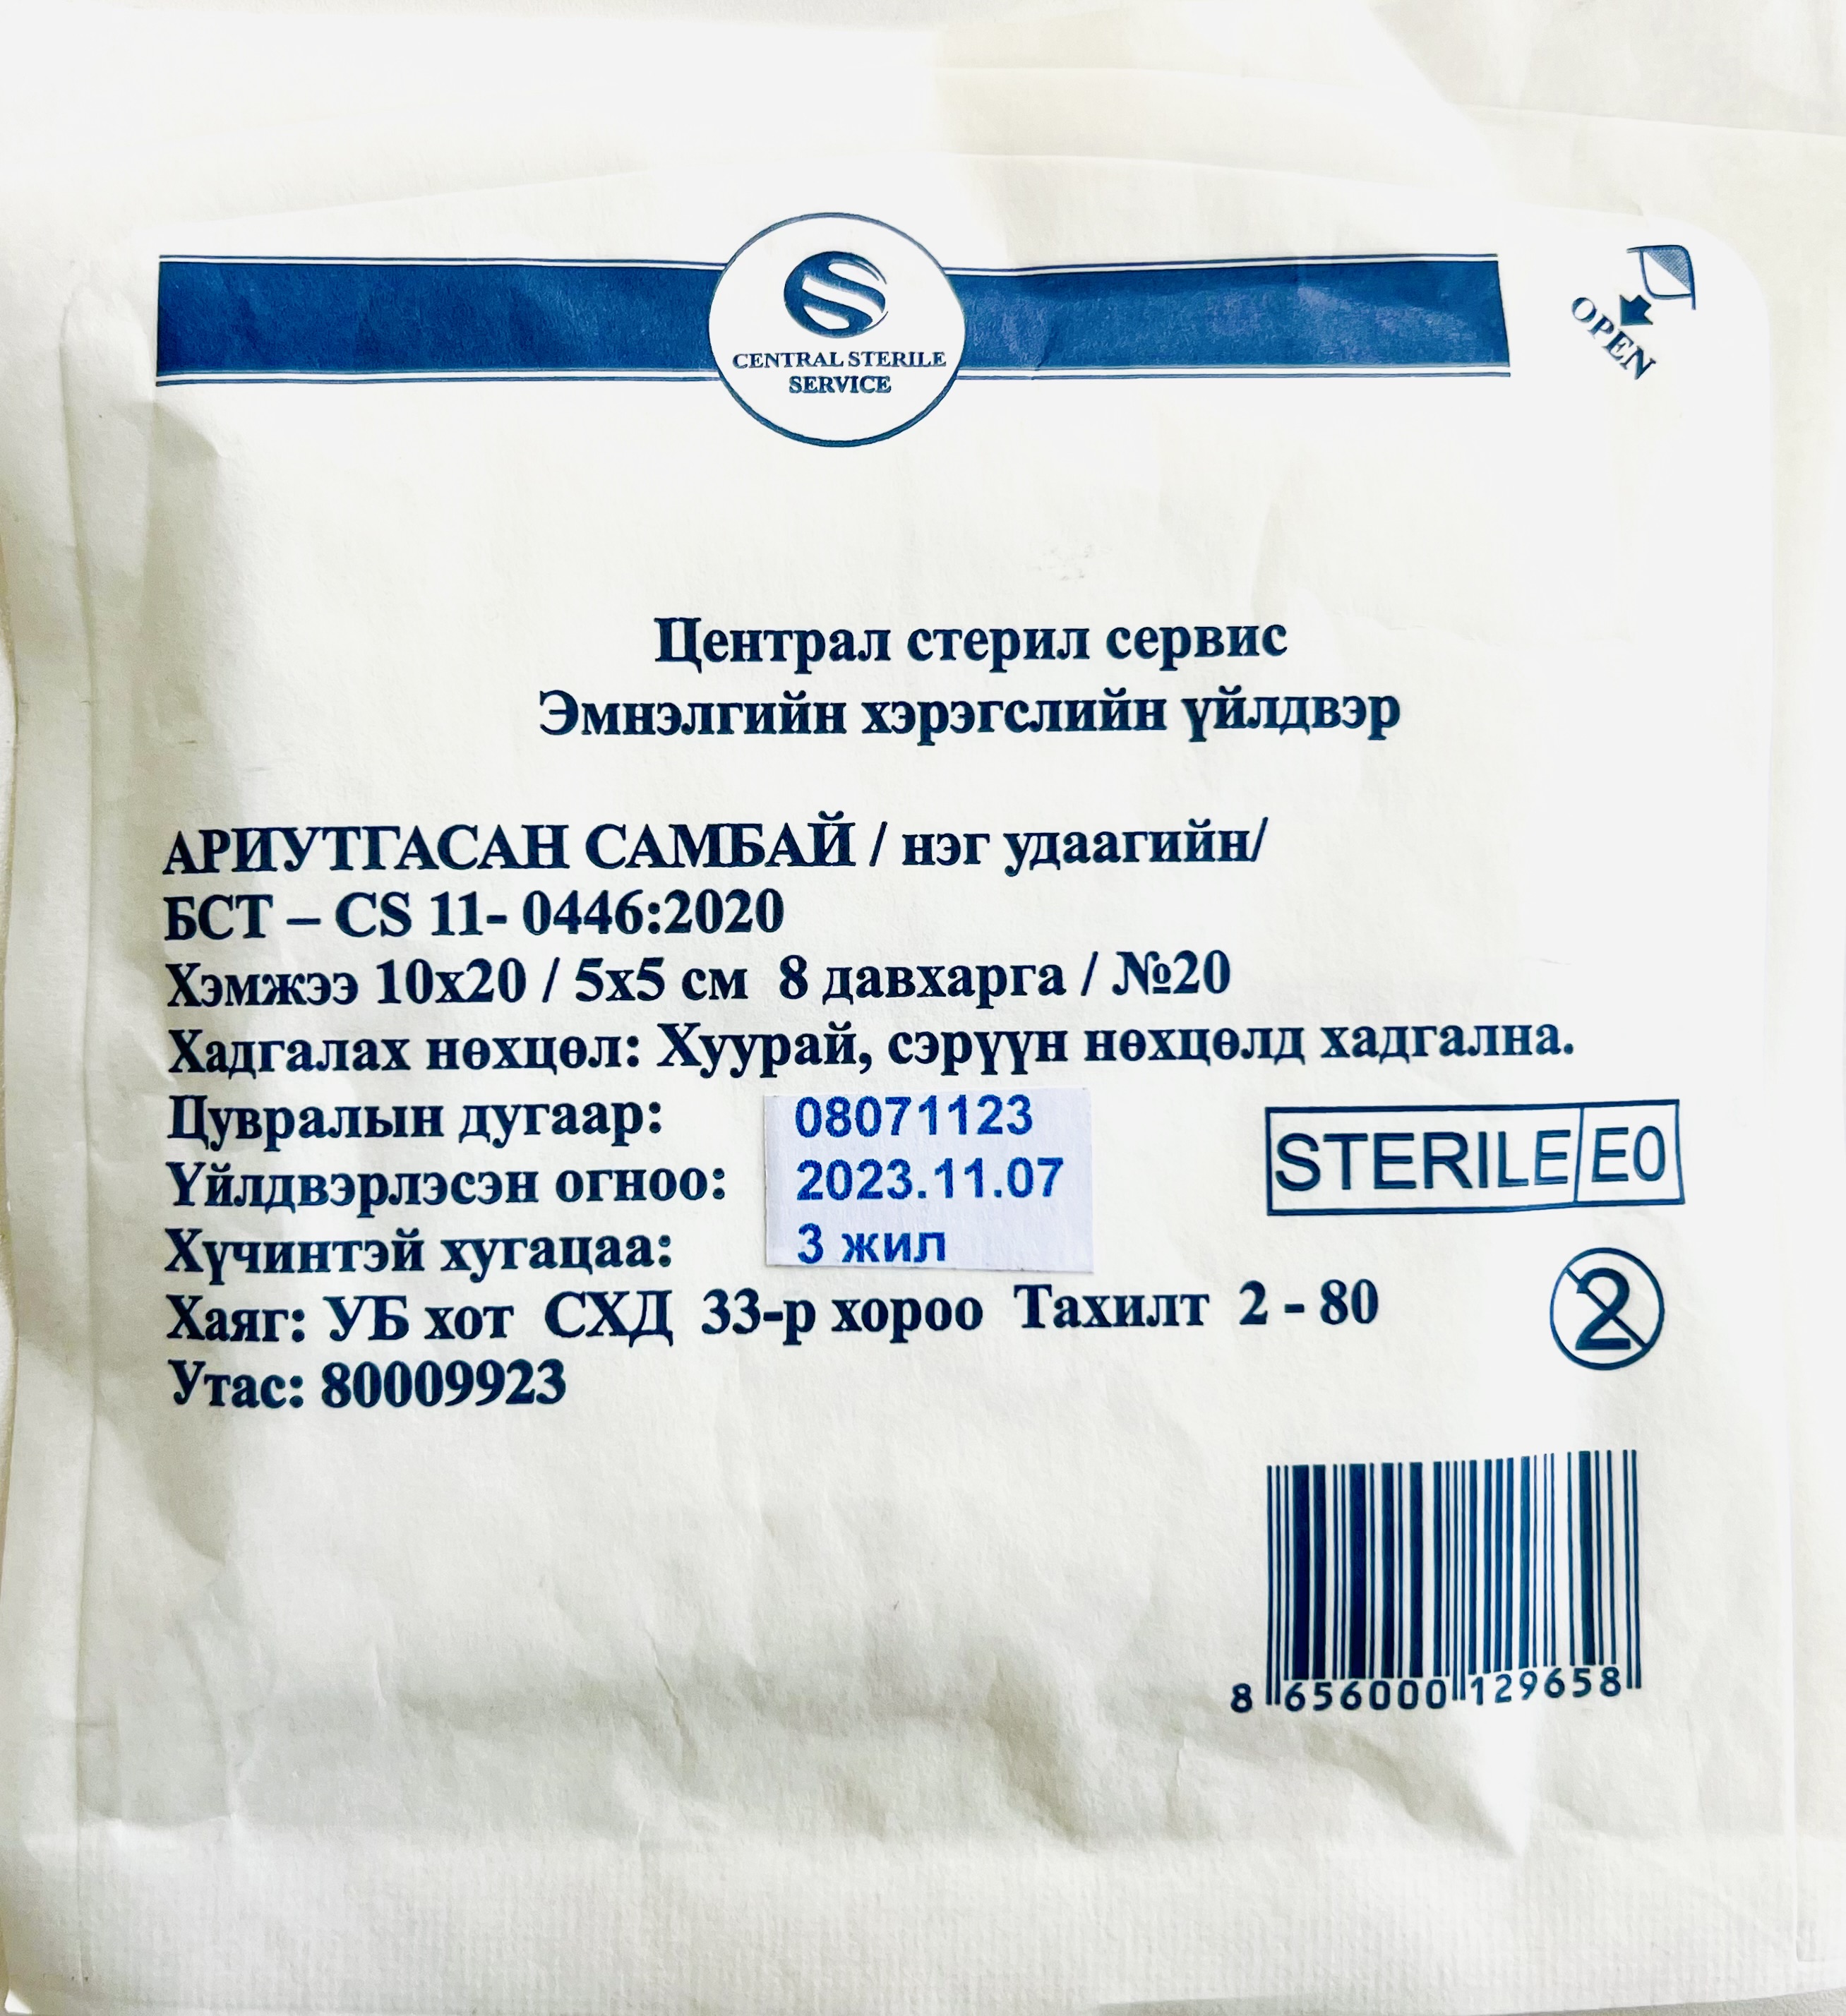 CENTRAL STERILE
SERVICE
OPEN
Централ стерил сервис
Эмнэлгийн хэрэгслийн үйлдвэр
АРИУТГАСАН САМБАЙ / нэг удаагийн/
БСТ – CS 11- 0446:2020
Хэмжээ 10x20 / 5x5 см 8 давхарга / №20
Хадгалах нөхцөл: Хуурай, сэрүүн нөхцөлд хадгална.
Цувралын дугаар: 08071123
Үйлдвэрлэсэн огноо: 2023.11.07
Хүчинтэй хугацаа: 3 жил
STERILE EO
Хаяг: УБ хот СХД 33-р хороо Тахилт 2 - 80
2
Утас: 80009923
8 656000 129658